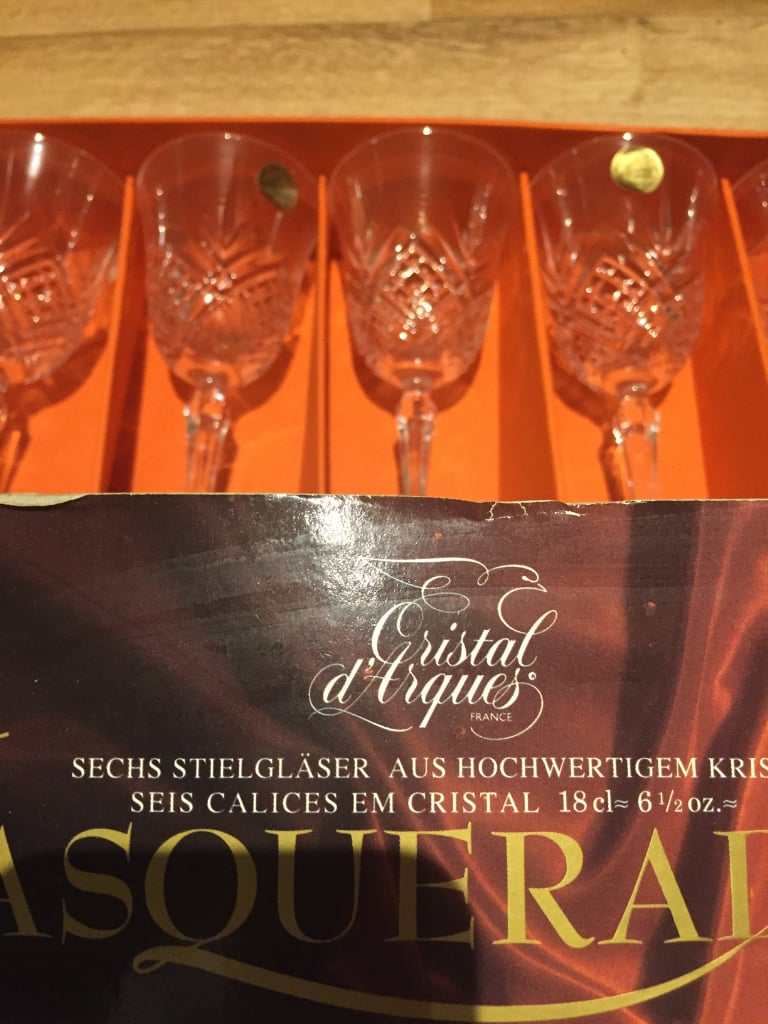 Cristal
d'Arques®
FRANCE
SECHS STIELGLÄSER AUS HOCHWERTIGEM KRIS
SEIS CALICES EM CRISTAL 18 cl≈ 6 1/2 oz.≈
ASQUERAD